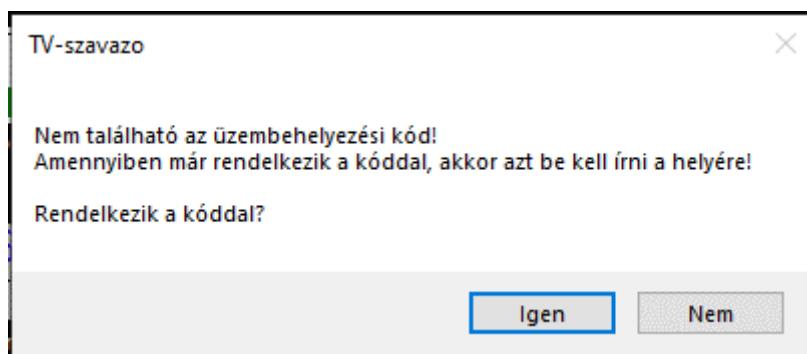 TV-szavazo
Nem található az üzembehelyezési kód!
Amennyiben már rendelkezik a kóddal, akkor azt be kell írni a helyére!
Rendelkezik a kóddal?
Igen
Nem